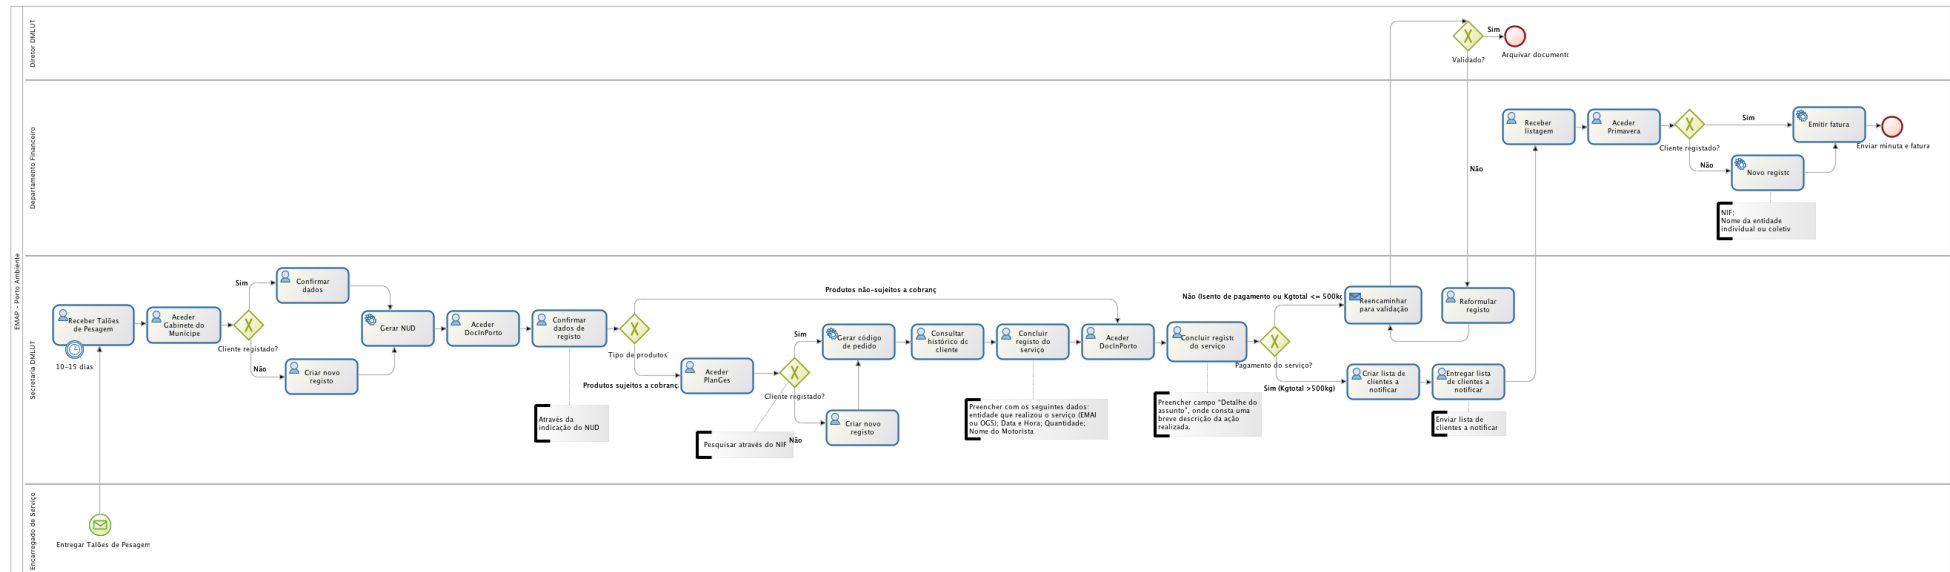 EMAP - Porto Ambiente
Diretor DMLUT
Sim
Validado?
Arquivar document
Departamento Financeiro
Receber
listagem
Aceder
Primavera
Cliente registado?
Sim
Não
Emitir fatura
Enviar minuta e fatura
Novo registo
NIF;
Nome da entidade
individual ou coletiv
Não
Secretaria DMLUT
Receber Talões
de Pesagem
10-15 dias
Aceder
Gabinete do
Munícipe
Cliente registado?
Sim
Não
Confirmar
dados
Criar novo
registo
Gerar NUD
Aceder
DocInPorto
Confirmar
dados de
registo
Através da
indicação do NUD
Tipo de produtos
Produtos não-sujeitos a cobranç
Produtos sujeitos a cobranç
Aceder
PlanGes
Cliente registado?
Sim
Não
Pesquisar através do NIF
Gerar código
de pedido
Criar novo
registo
Consultar
histórico do
cliente
Concluir
registo do
serviço
Preencher com os seguintes dados:
entidade que realizou o serviço (EMAI
ou OGS); Data e Hora; Quantidade;
Nome do Motorista
Aceder
DocInPorto
Concluir registo
do serviço
Preencher campo "Detalhe do
assunto", onde consta uma
breve descrição da ação
realizada.
Pagamento do serviço?
Não (Isento de pagamento ou Kgtotal <= 500kg
Sim (Kgtotal >500kg)
Reencaminhar
para validação
Reformular
registo
Criar lista de
clientes a
notificar
Entregar lista
de clientes a
notificar
Enviar lista de
clientes a notificar
Encarregado de Serviço
Entregar Talões de Pesagem